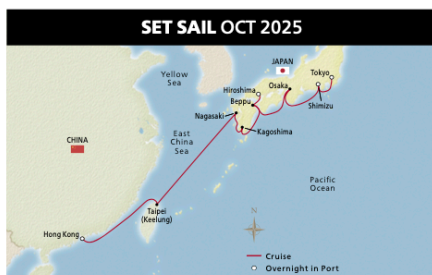 SET SAIL OCT 2025
Yellow
Sea
JAPAN
Tokyo
Hiroshima
Osaka
Beppu
Shimizu
Nagasaki
Kagoshima
CHINA
East
China
Sea
Pacific
Ocean
Taipei
(Keelung)
Hong Kong
Cruise
Overnight in Port